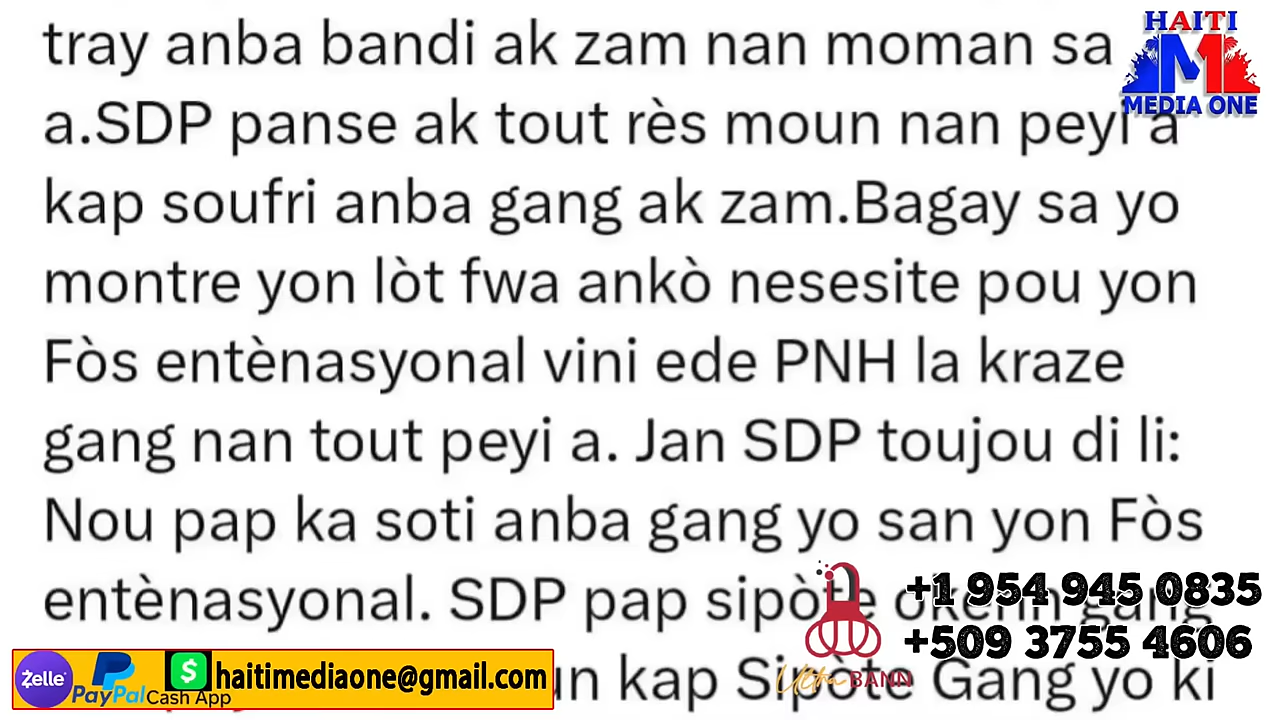 tray anba bandi ak zam nan moman sa
a.SDP panse ak tout rès moun nan peyi a
kap soufri anba gang ak zam.Bagay sa yo
montre yon lòt fwa ankò nesesite pou yon
Fòs entènasyonal vini ede PNH la kraze
gang nan tout peyi a. Jan SDP toujou di li:
Nou pap ka soti anba gang yo san yon Fòs
entènasyonal. SDP pap sipòte okenn gang
kap Sipòte Gang yo ki
HAITI
M
MEDIA ONE
+1 954 945 0835
+509 3755 4606
Ultra BANN
Zelle
PayPal
$
Cash App
haitimediaone@gmail.com